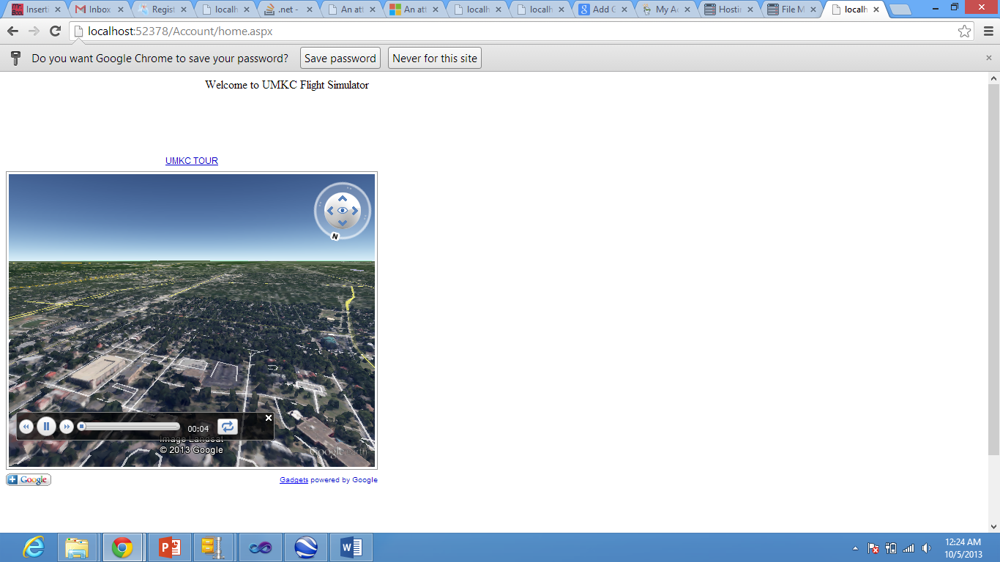 Inserti
Inbox
Regist
localh
.net -
An att
An att
localh
localh
Add G
My Ac
Hostin
File M
localh
localhost:52378/Account/home.aspx
Do you want Google Chrome to save your password?
Save password
Never for this site
Welcome to UMKC Flight Simulator
UMKC TOUR
N
00:04
Image Landsat
© 2013 Google
Google earth
Google
Gadgets powered by Google
12:24 AM
10/5/2013